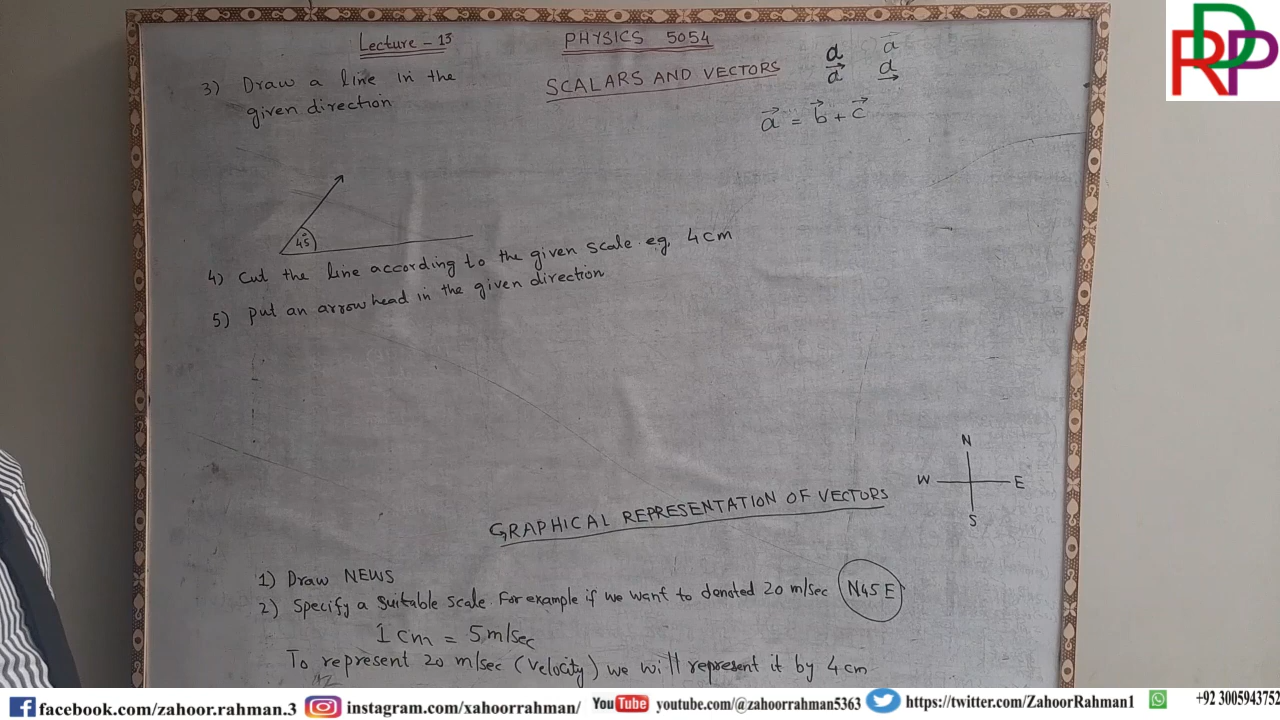 Lecture - 13
PHYSICS 5054
SCALARS AND VECTORS
a a
a a
a = b + c
3) Draw a line in the
given direction
45°
4) Cut the line according to the given scale. eg. 4cm
5) put an arrow head in the given direction
N
W E
S
GRAPHICAL REPRESENTATION OF VECTORS
1) Draw NEWS
2) Specify a suitable scale. For example if we want to denoted 20 m/sec N45E
1 cm = 5m/sec
To represent 20 m/sec (velocity) we will represent it by 4 cm
RDP
facebook.com/zahoor.rahman.3 instagram.com/xahoorrahman/ YouTube youtube.com/@zahoorrahman5363 https://twitter.com/ZahoorRahman1 +92 3005943752